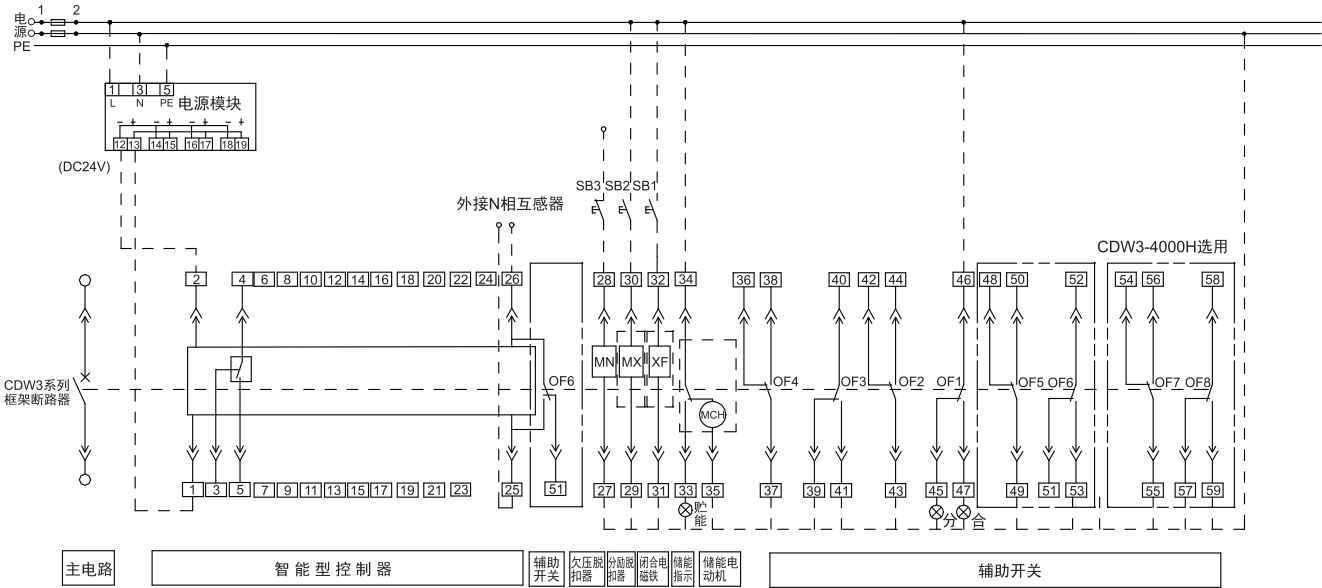 1 2
电
源
PE
1 3 5
L N PE 电源模块
- + - + - + - +
12 13 14 15 16 17 18 19
(DC24V)
外接N相互感器
SB3 SB2 SB1
CDW3-4000H选用
2 4 6 8 10 12 14 16 18 20 22 24 26 28 30 32 34 36 38 40 42 44 46 48 50 52 54 56 58
MN MX XF
CDW3系列
框架断路器
OF6 OF4 OF3 OF2 OF1 OF5 OF6 OF7 OF8
MCH
1 3 5 7 9 11 13 15 17 19 21 23 25 51 27 29 31 33 35 37 39 41 43 45 47 49 51 53 55 57 59
贮
能
分 合
主电路
智能型控制器
辅助
开关
欠压脱
扣器
分励脱
扣器
闭合电
磁铁
储能
指示
储能电
动机
辅助开关